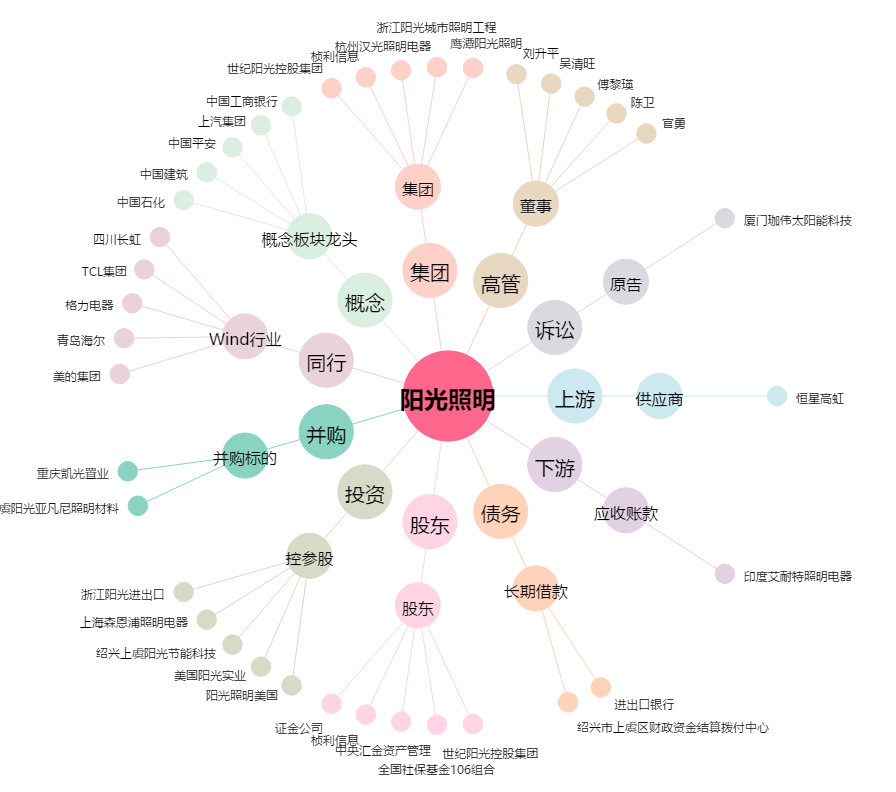 浙江阳光城市照明工程
杭州汉光照明电器
鹰潭阳光照明
桢利信息
世纪阳光控股集团
刘升平
吴清旺
傅黎瑛
陈卫
官勇
中国工商银行
上汽集团
中国平安
中国建筑
中国石化
集团
董事
厦门珈伟太阳能科技
四川长虹
TCL集团
格力电器
青岛海尔
美的集团
概念板块龙头
集团
高管
原告
概念
诉讼
Wind行业
同行
阳光照明
上游
供应商
恒星高虹
并购
并购标的
重庆凯光置业
虞阳光亚凡尼照明材料
下游
投资
股东
债务
应收账款
控参股
印度艾耐特照明电器
长期借款
股东
浙江阳光进出口
上海森恩浦照明电器
绍兴上虞阳光节能科技
美国阳光实业
阳光照明美国
进出口银行
绍兴市上虞区财政资金结算拨付中心
证金公司
桢利信息
中央汇金资产管理
世纪阳光控股集团
全国社保基金106组合